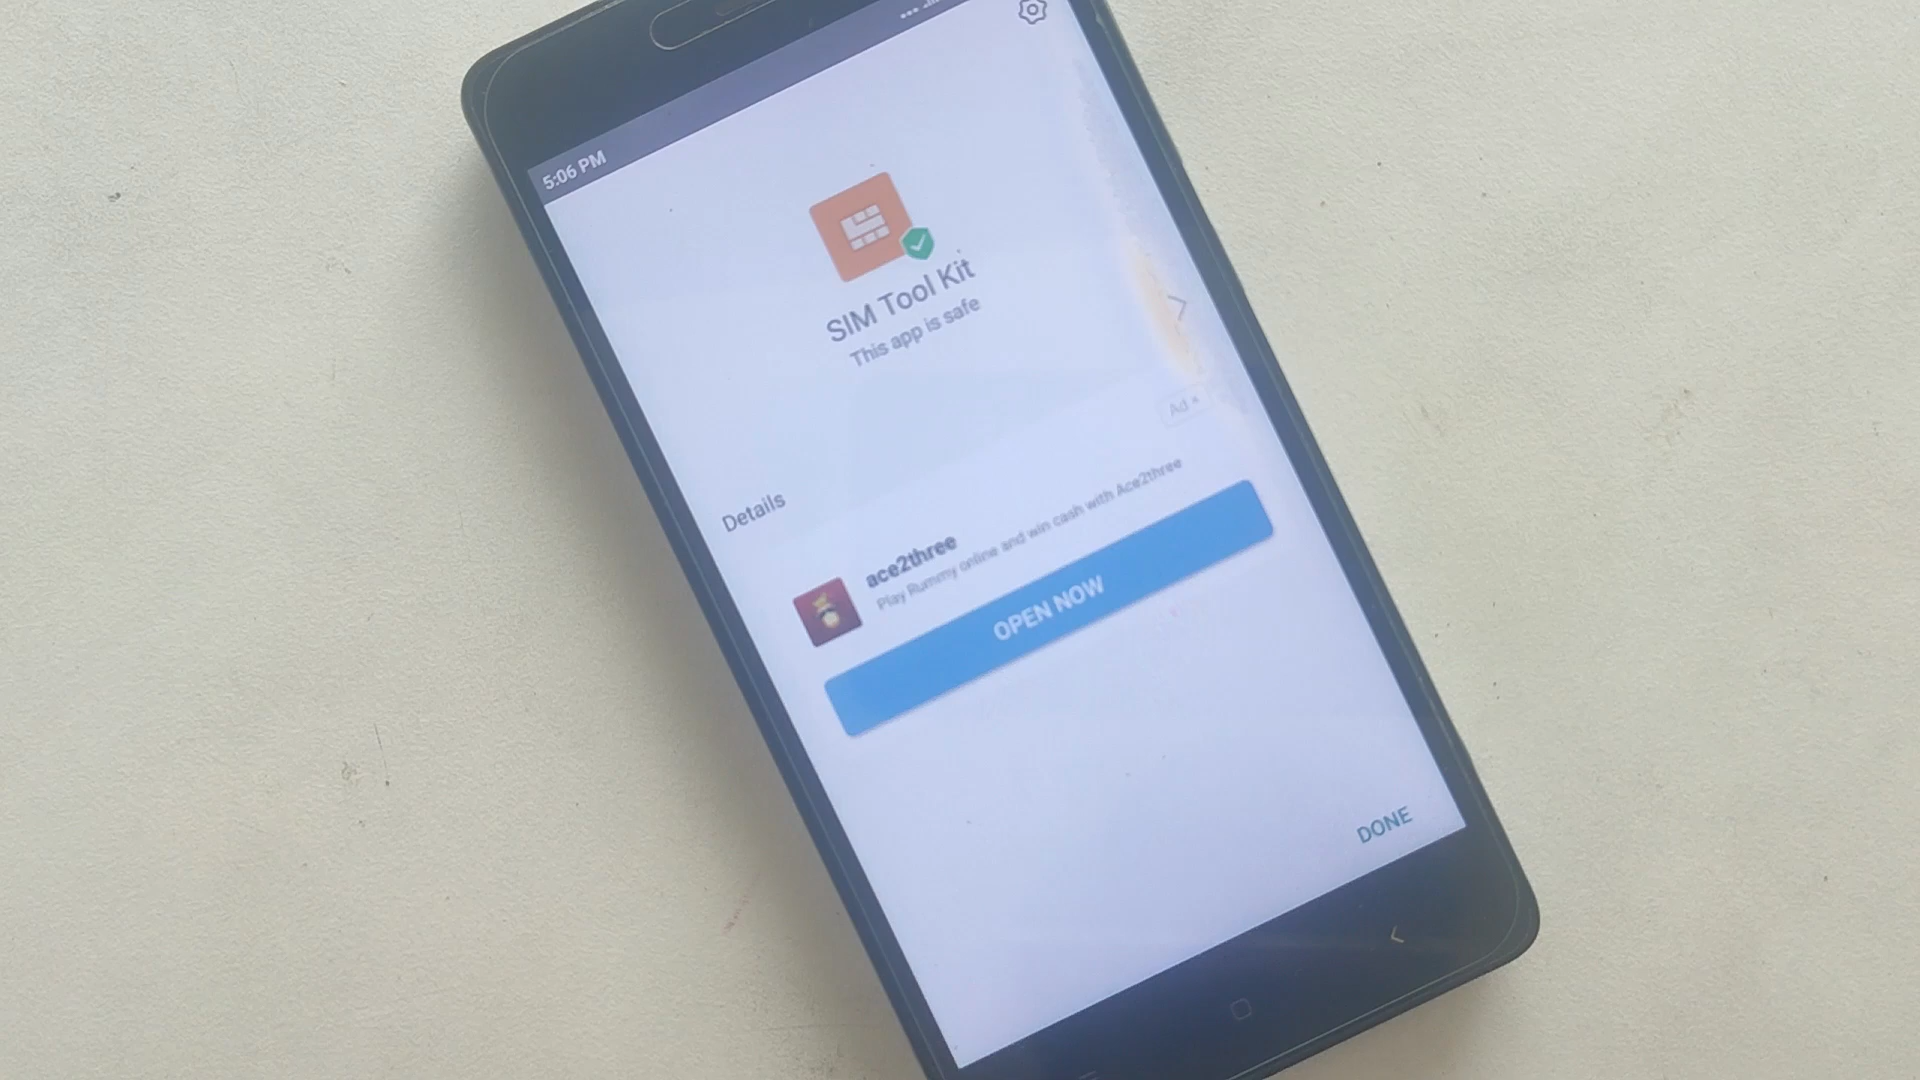 5:06 PM
SIM Tool Kit
This app is safe
Ad
Details
ace2three
Play Rummy online and win cash with Ace2three
OPEN NOW
DONE